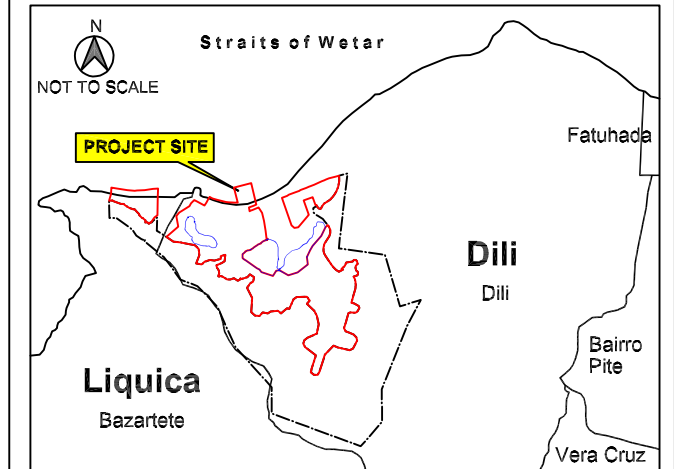 N
NOT TO SCALE
Straits of Wetar
PROJECT SITE
Fatuhada
Dili
Dili
Bairro
Pite
Liquica
Bazartete
Vera Cruz